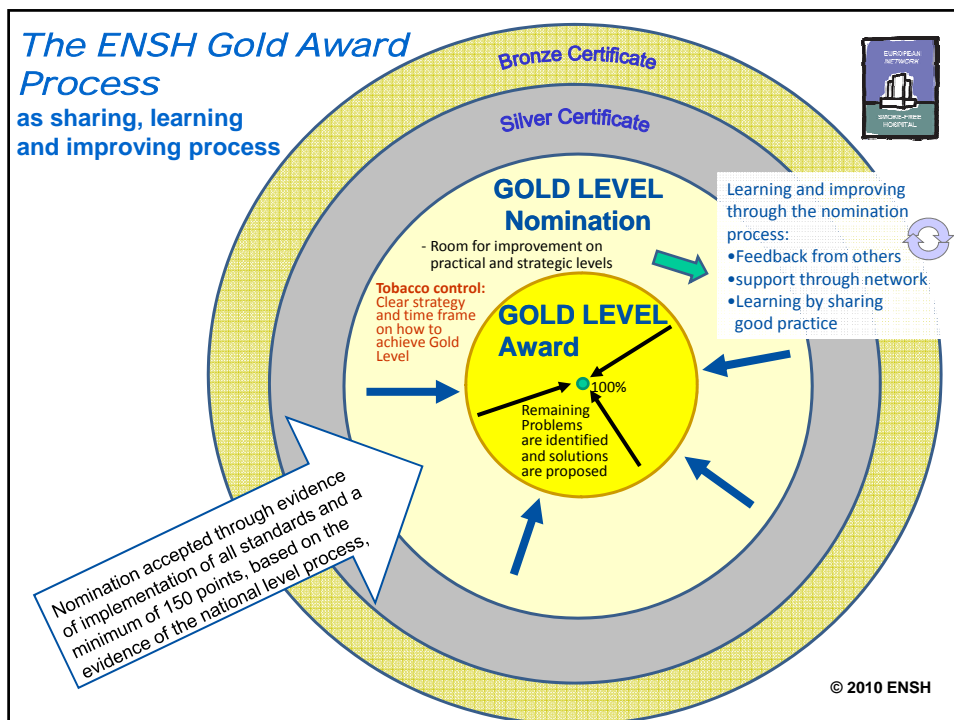 The ENSH Gold Award
Process
as sharing, learning
and improving process
Bronze Certificate
Silver Certificate
EUROPEAN
NETWORK
SMOKE-FREE
HOSPITAL
GOLD LEVEL
Nomination
- Room for improvement on
practical and strategic levels
Tobacco control:
Clear strategy
and time frame
on how to
achieve Gold
Level
Learning and improving
through the nomination
process:
•Feedback from others
•support through network
•Learning by sharing
good practice
GOLD LEVEL
Award
100%
Remaining
Problems
are identified
and solutions
are proposed
Nomination accepted through evidence
of implementation of all standards and a
minimum of 150 points, based on the
evidence of the national level process,
© 2010 ENSH